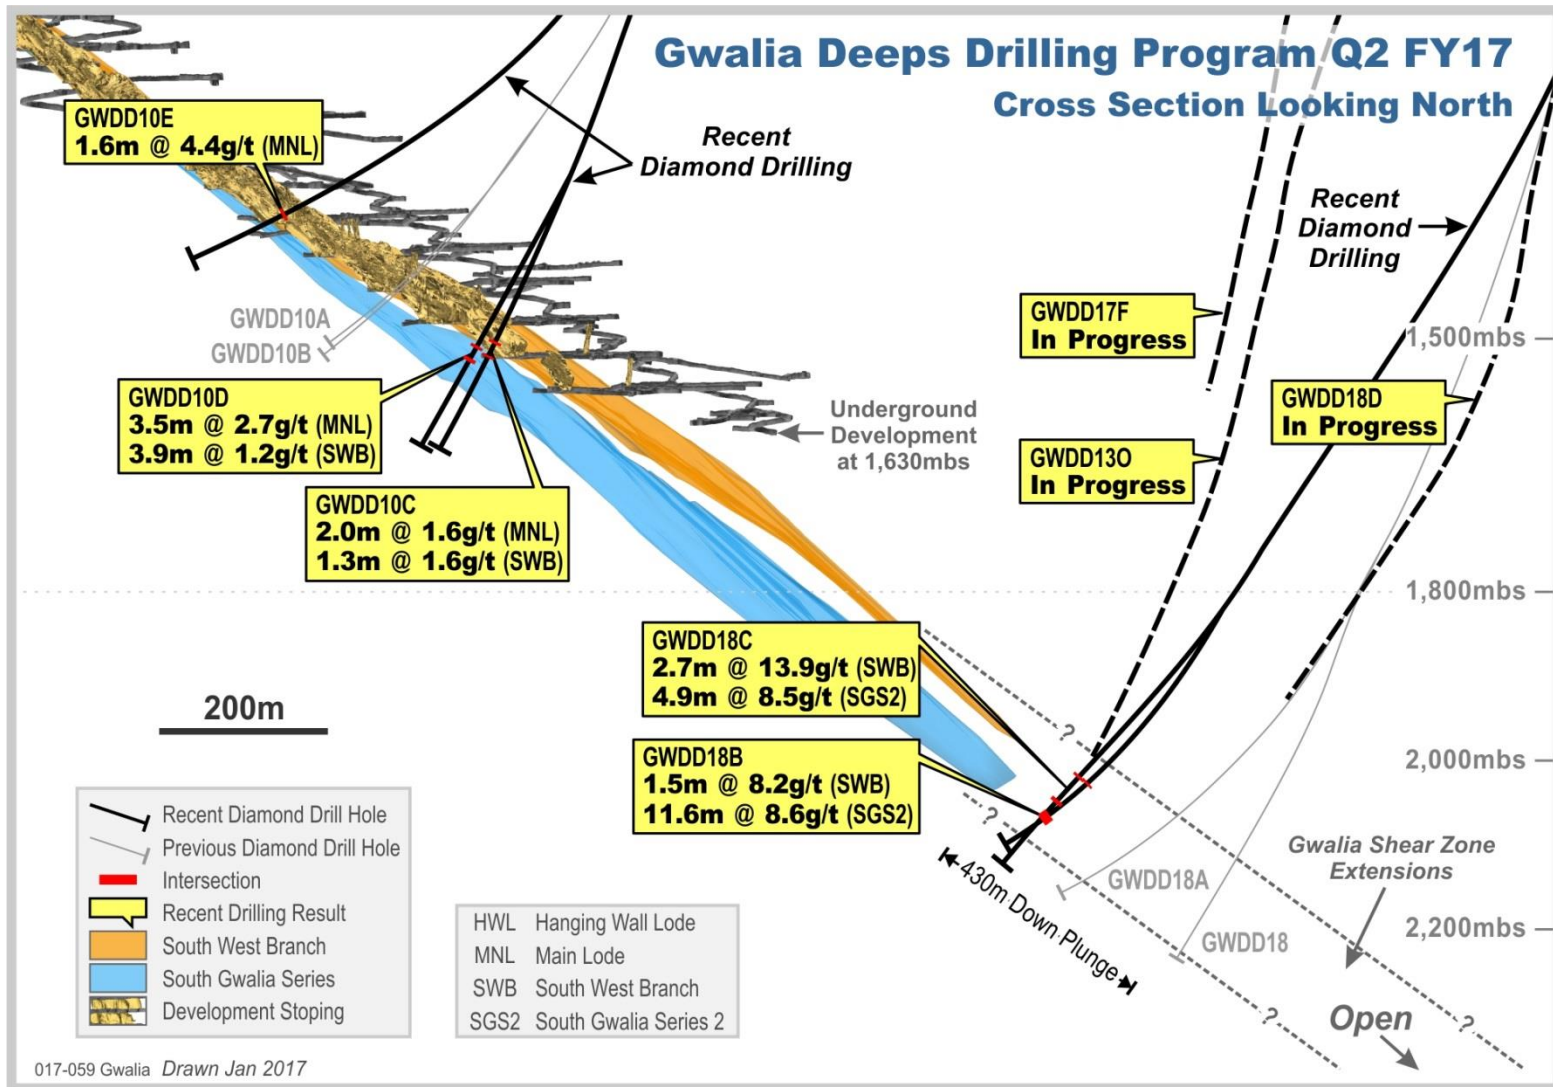 Gwalia Deeps Drilling Program Q2 FY17
Cross Section Looking North
GWDD10E
1.6m @ 4.4g/t (MNL)
Recent
Diamond Drilling
Recent
Diamond
Drilling
GWDD10A
GWDD10B
GWDD17F
In Progress
1,500mbs
GWDD10D
3.5m @ 2.7g/t (MNL)
3.9m @ 1.2g/t (SWB)
GWDD18D
In Progress
Underground
Development
at 1,630mbs
GWDD13O
In Progress
GWDD10C
2.0m @ 1.6g/t (MNL)
1.3m @ 1.6g/t (SWB)
1,800mbs
GWDD18C
2.7m @ 13.9g/t (SWB)
4.9m @ 8.5g/t (SGS2)
200m
?
GWDD18B
1.5m @ 8.2g/t (SWB)
11.6m @ 8.6g/t (SGS2)
2,000mbs
?
430m Down Plunge
GWDD18A
GWDD18
Gwalia Shear Zone
Extensions
2,200mbs
?
Open
?
Recent Diamond Drill Hole
Previous Diamond Drill Hole
Intersection
Recent Drilling Result
South West Branch
South Gwalia Series
Development Stoping
HWL Hanging Wall Lode
MNL Main Lode
SWB South West Branch
SGS2 South Gwalia Series 2
017-059 Gwalia Drawn Jan 2017